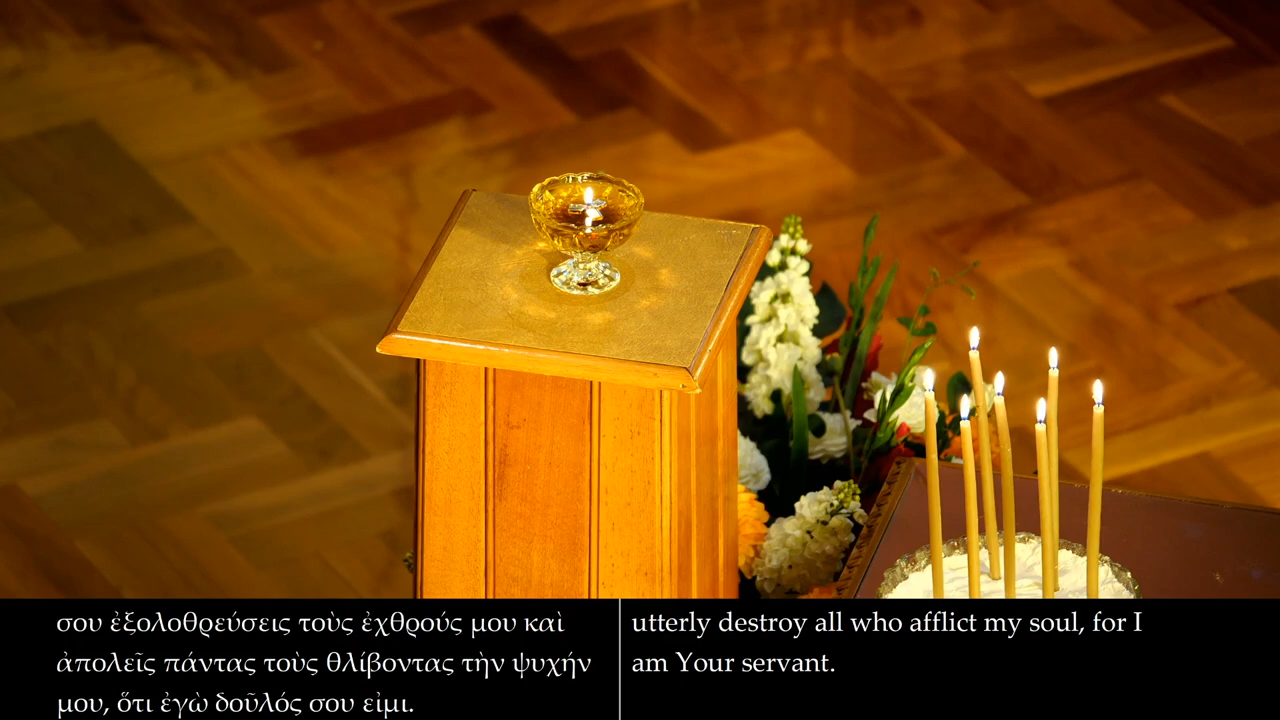 σου ἐξολοθρεύσεις τοὺς ἐχθρούς μου καὶ
ἀπολεῖς πάντας τοὺς θλίβοντας τὴν ψυχήν
μου, ὅτι ἐγὼ δοῦλός σου εἰμι.
utterly destroy all who afflict my soul, for I
am Your servant.